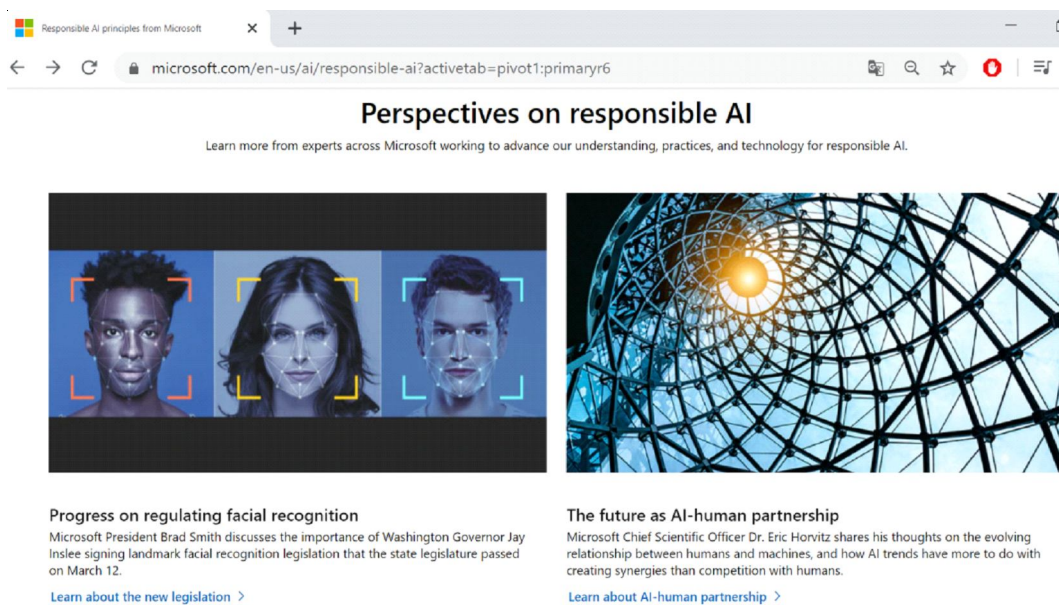 Responsible AI principles from Microsoft
microsoft.com/en-us/ai/responsible-ai?activetab=pivot1:primaryr6
Perspectives on responsible AI
Learn more from experts across Microsoft working to advance our understanding, practices, and technology for responsible AI.
Progress on regulating facial recognition
Microsoft President Brad Smith discusses the importance of Washington Governor Jay
Inslee signing landmark facial recognition legislation that the state legislature passed
on March 12.
Learn about the new legislation >
The future as AI-human partnership
Microsoft Chief Scientific Officer Dr. Eric Horvitz shares his thoughts on the evolving
relationship between humans and machines, and how AI trends have more to do with
creating synergies than competition with humans.
Learn about AI-human partnership >